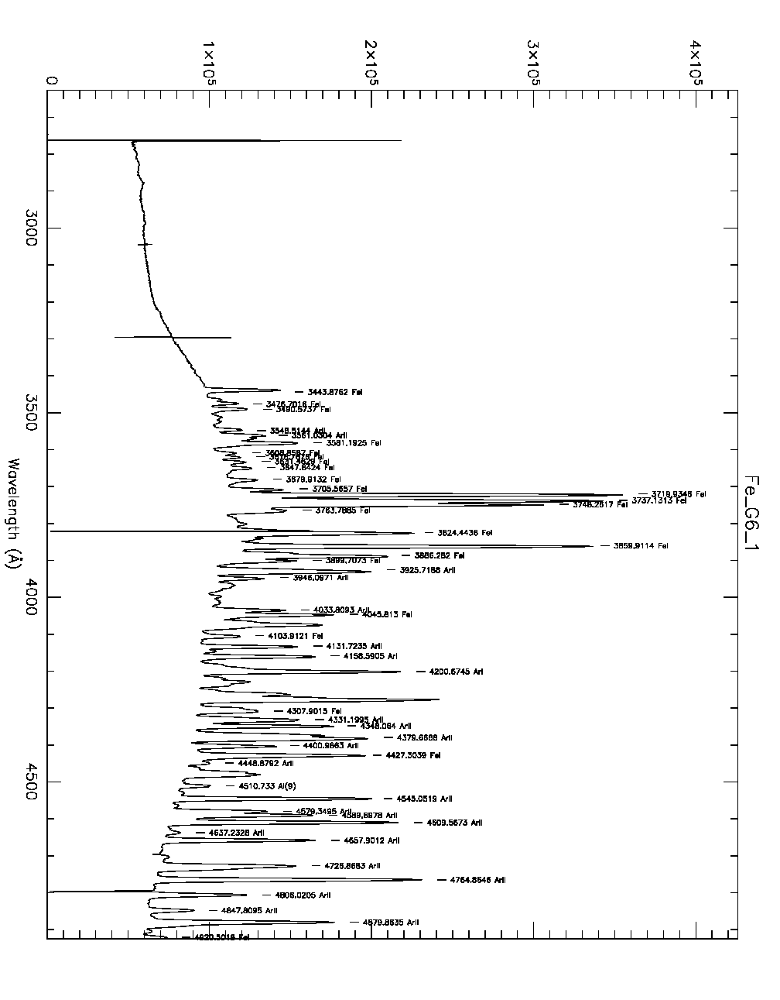 Fe_G6_1
4×10⁵
3×10⁵
2×10⁵
1×10⁵
0
3000
3500
4000
4500
Wavelength (Å)
3443.8762 FeI
3476.7016 FeI
3490.5737 FeI
3548.5144 ArII
3561.0304 ArII
3581.1925 FeI
3608.8587 FeI
3631.4629 FeI
3647.8424 FeI
3679.9132 FeI
3705.5657 FeI
3719.9346 FeI
3737.1313 FeI
3748.2617 FeI
3763.7885 FeI
3824.4436 FeI
3859.9114 FeI
3886.282 FeI
3899.7073 FeI
3925.7188 ArII
3946.0971 ArII
4033.8093 ArII
4045.813 FeI
4103.9121 FeI
4131.7235 ArII
4158.5905 ArI
4200.6745 ArI
4307.9015 FeI
4331.1995 ArII
4348.064 ArII
4379.6668 ArII
4400.9863 ArII
4427.3039 FeI
4448.8792 ArII
4510.733 ArI(9)
4545.0519 ArII
4579.3495 ArII
4589.8978 ArII
4609.5673 ArII
4637.2328 ArII
4657.9012 ArII
4726.8683 ArII
4764.8646 ArII
4806.0205 ArII
4847.8095 ArII
4879.8635 ArII
4920.5018 FeI